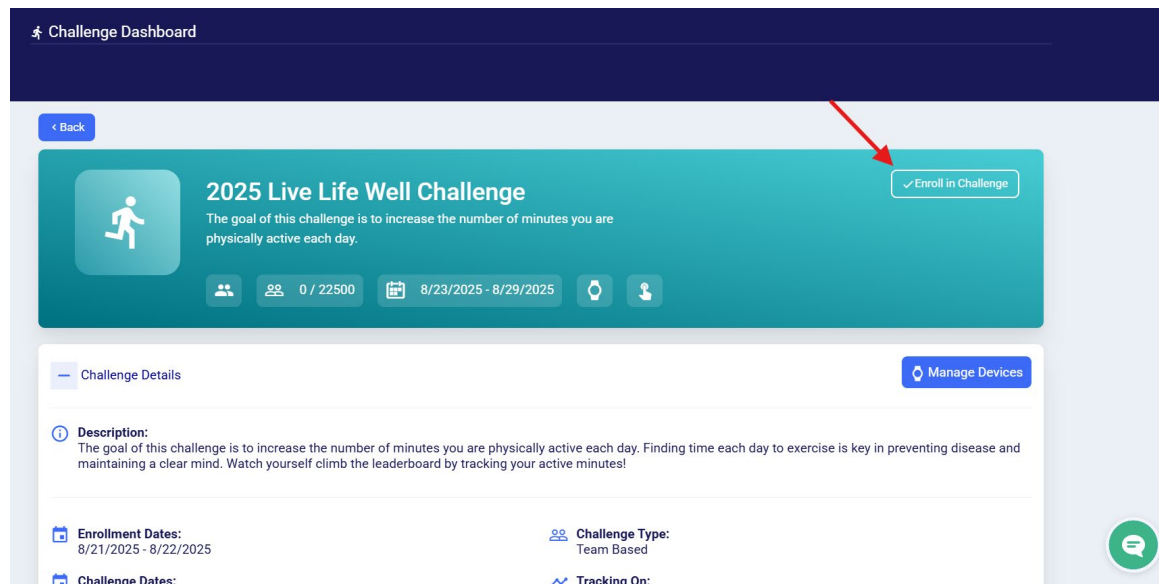 Challenge Dashboard
< Back
2025 Live Life Well Challenge
Enroll in Challenge
The goal of this challenge is to increase the number of minutes you are
physically active each day.
0 / 22500
8/23/2025 - 8/29/2025
Challenge Details
Manage Devices
Description:
The goal of this challenge is to increase the number of minutes you are physically active each day. Finding time each day to exercise is key in preventing disease and
maintaining a clear mind. Watch yourself climb the leaderboard by tracking your active minutes!
Enrollment Dates:
8/21/2025 - 8/22/2025
Challenge Type:
Team Based
Challenge Dates:
Tracking On: